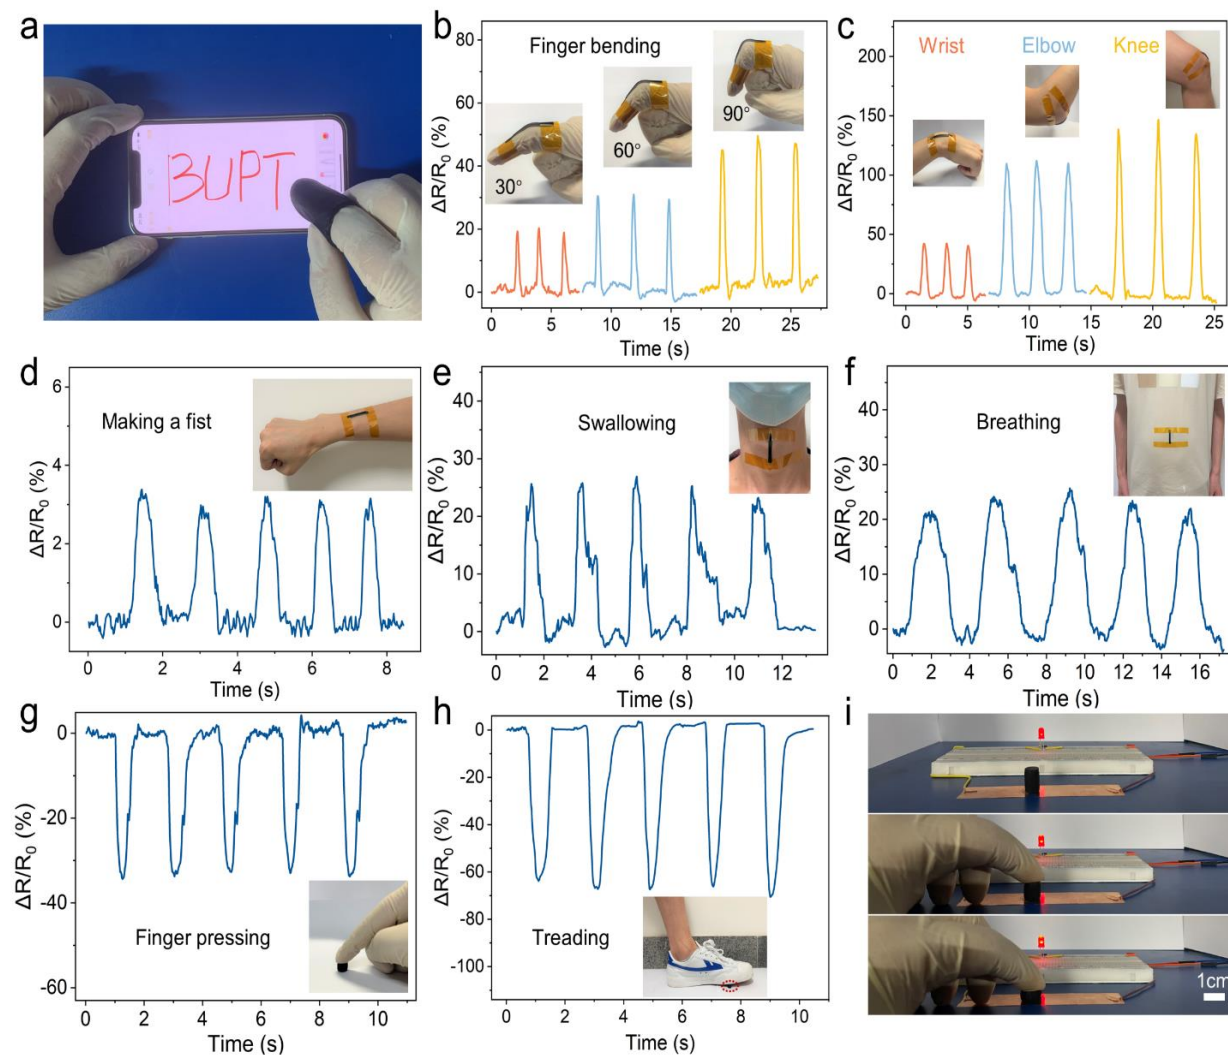 a
BUPT
b
Finger bending
30°
60°
90°
ΔR/R₀ (%)
80
60
40
20
0
0 5 10 15 20 25
Time (s)
c
Wrist Elbow Knee
ΔR/R₀ (%)
200
150
100
50
0
0 5 10 15 20 25
Time (s)
d
Making a fist
ΔR/R₀ (%)
6
4
2
0
0 2 4 6 8
Time (s)
e
Swallowing
ΔR/R₀ (%)
40
30
20
10
0
0 2 4 6 8 10 12
Time (s)
f
Breathing
ΔR/R₀ (%)
40
30
20
10
0
0 2 4 6 8 10 12 14 16
Time (s)
g
Finger pressing
ΔR/R₀ (%)
0
-20
-40
-60
0 2 4 6 8 10
Time (s)
h
Treading
ΔR/R₀ (%)
0
-20
-40
-60
-80
-100
0 2 4 6 8 10
Time (s)
i
1cm